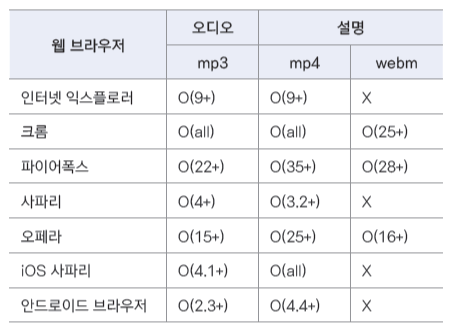 웹 브라우저 오디오 설명
mp3 mp4 webm
인터넷 익스플로러 O(9+) O(9+) X
크롬 O(all) O(all) O(25+)
파이어폭스 O(22+) O(35+) O(28+)
사파리 O(4+) O(3.2+) X
오페라 O(15+) O(25+) O(16+)
iOS 사파리 O(4.1+) O(all) X
안드로이드 브라우저 O(2.3+) O(4.4+) X